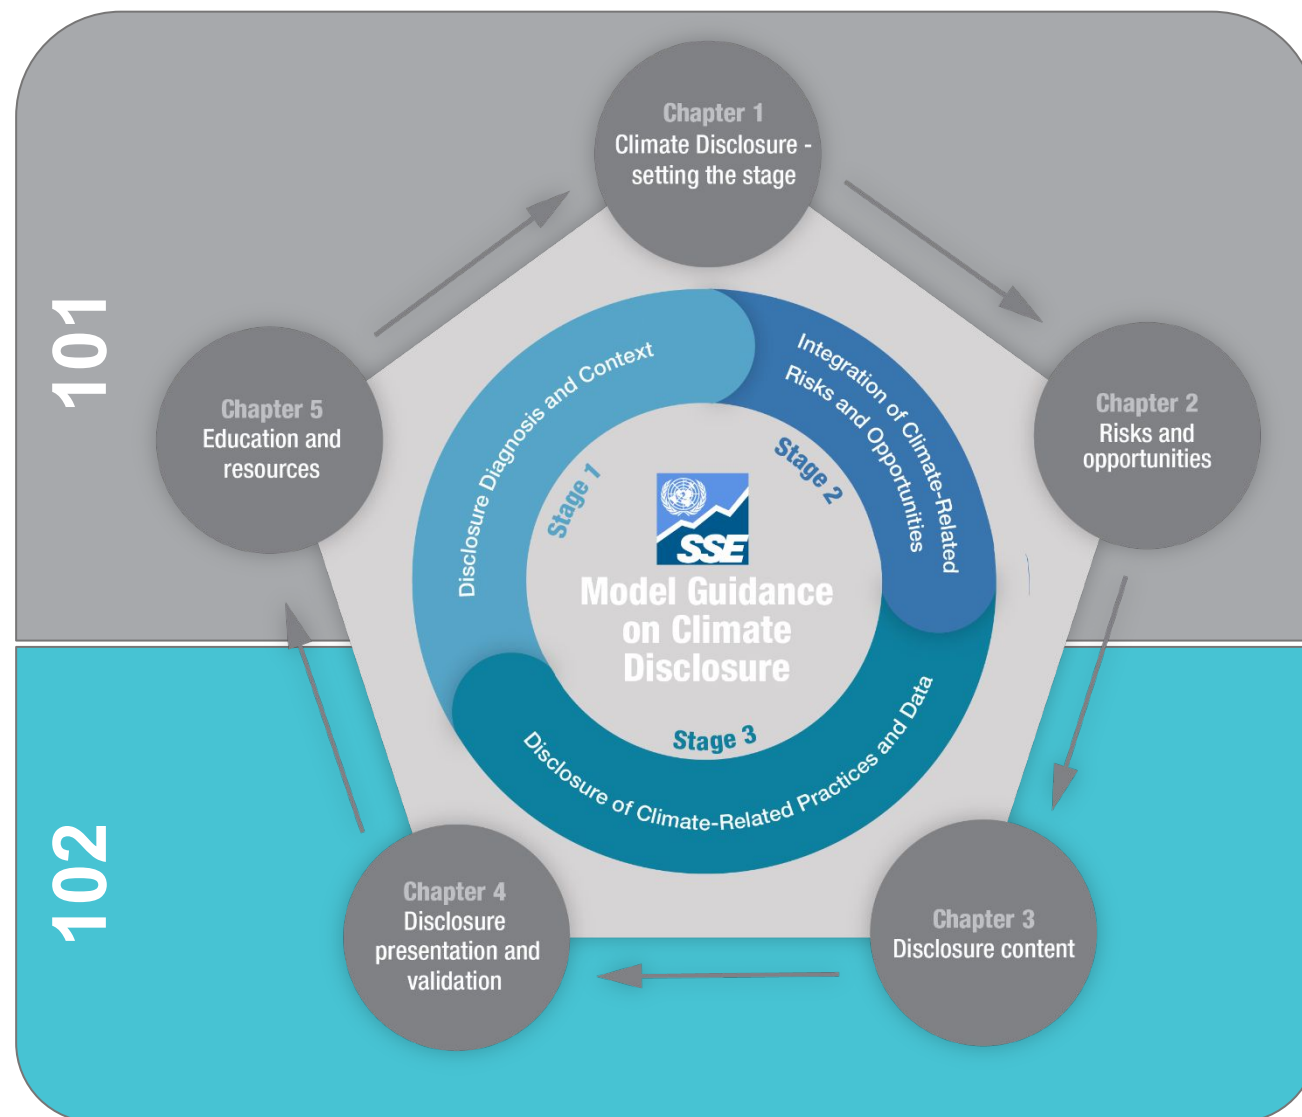 101
Chapter 1
Climate Disclosure -
setting the stage
Chapter 5
Education and
resources
Chapter 2
Risks and
opportunities
Disclosure Diagnosis and Context
Stage 1
Integration of Climate-Related
Risks and Opportunities
Stage 2
SSE
Model Guidance
on Climate
Disclosure
Stage 3
Disclosure of Climate-Related Practices and Data
102
Chapter 4
Disclosure
presentation and
validation
Chapter 3
Disclosure content